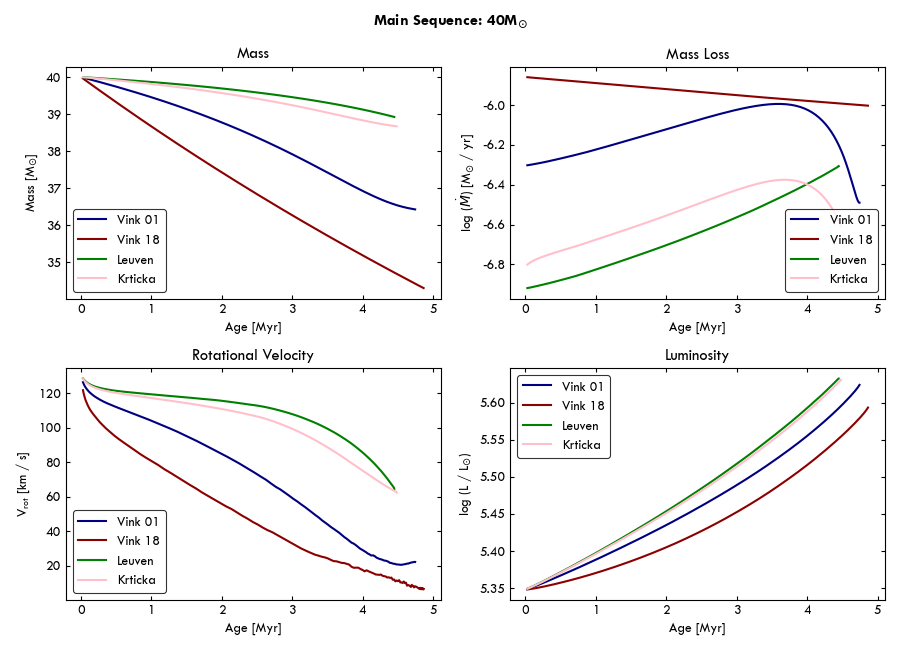 Main Sequence: 40M⊙
Mass
Mass [M⊙]
40
39
38
37
36
35
Vink 01
Vink 18
Leuven
Krticka
0 1 2 3 4 5
Age [Myr]
Mass Loss
log (Ṁ) [M⊙ / yr]
-6.0
-6.2
-6.4
-6.6
-6.8
Vink 01
Vink 18
Leuven
Krticka
0 1 2 3 4 5
Age [Myr]
Rotational Velocity
Vrot [km / s]
120
100
80
60
40
20
Vink 01
Vink 18
Leuven
Krticka
0 1 2 3 4 5
Age [Myr]
Luminosity
log (L / L⊙)
5.60
5.55
5.50
5.45
5.40
5.35
Vink 01
Vink 18
Leuven
Krticka
0 1 2 3 4 5
Age [Myr]